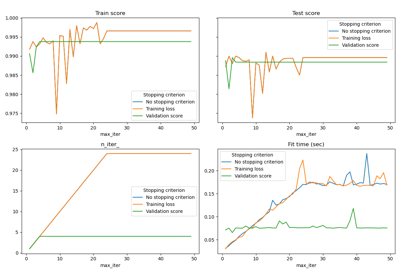 Train score
1.000
0.995
0.990
0.985
0.980
0.975
Stopping criterion
No stopping criterion
Training loss
Validation score
0 10 20 30 40 50
max_iter
Test score
Stopping criterion
No stopping criterion
Training loss
Validation score
0 10 20 30 40 50
max_iter
n_iter_
25
20
15
10
5
0
Stopping criterion
No stopping criterion
Training loss
Validation score
0 10 20 30 40 50
max_iter
Fit time (sec)
0.20
0.15
0.10
0.05
Stopping criterion
No stopping criterion
Training loss
Validation score
0 10 20 30 40 50
max_iter